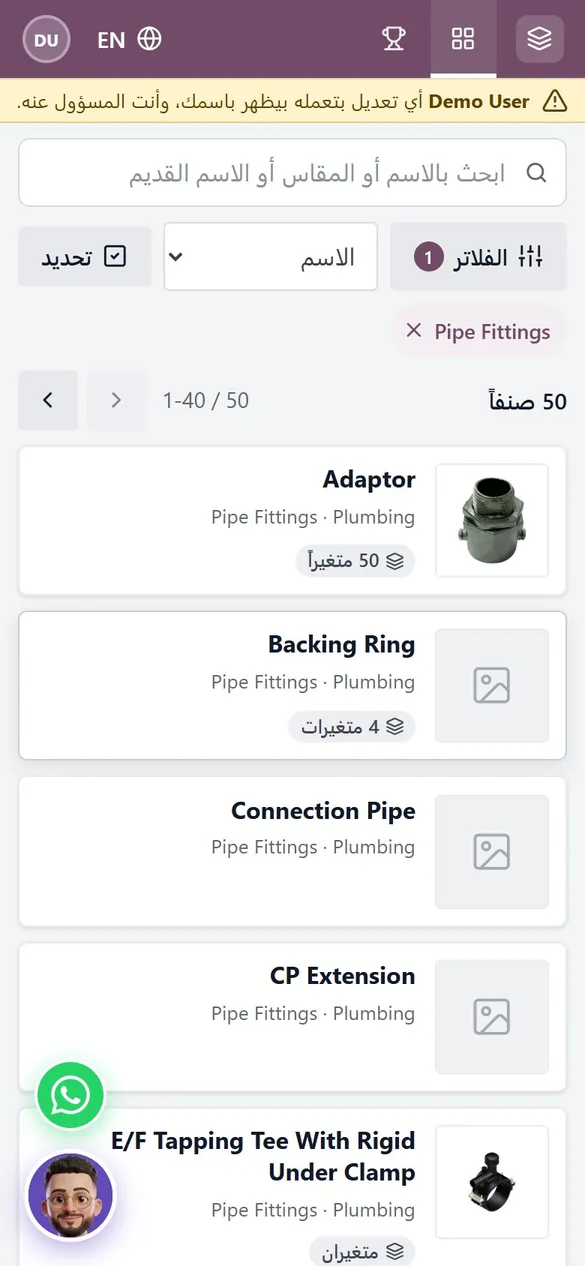 DU
EN
Demo User أي تعديل بتعمله بيظهر باسمك، وأنت المسؤول عنه.
ابحث بالاسم أو المقاس أو الاسم القديم
الفلاتر 1
الاسم
تحديد
Pipe Fittings
50 صنفاً
1-40 / 50
Adaptor
Pipe Fittings · Plumbing
50 متغيراً
Backing Ring
Pipe Fittings · Plumbing
4 متغيرات
Connection Pipe
Pipe Fittings · Plumbing
CP Extension
Pipe Fittings · Plumbing
E/F Tapping Tee With Rigid
Under Clamp
Pipe Fittings · Plumbing
متغيران